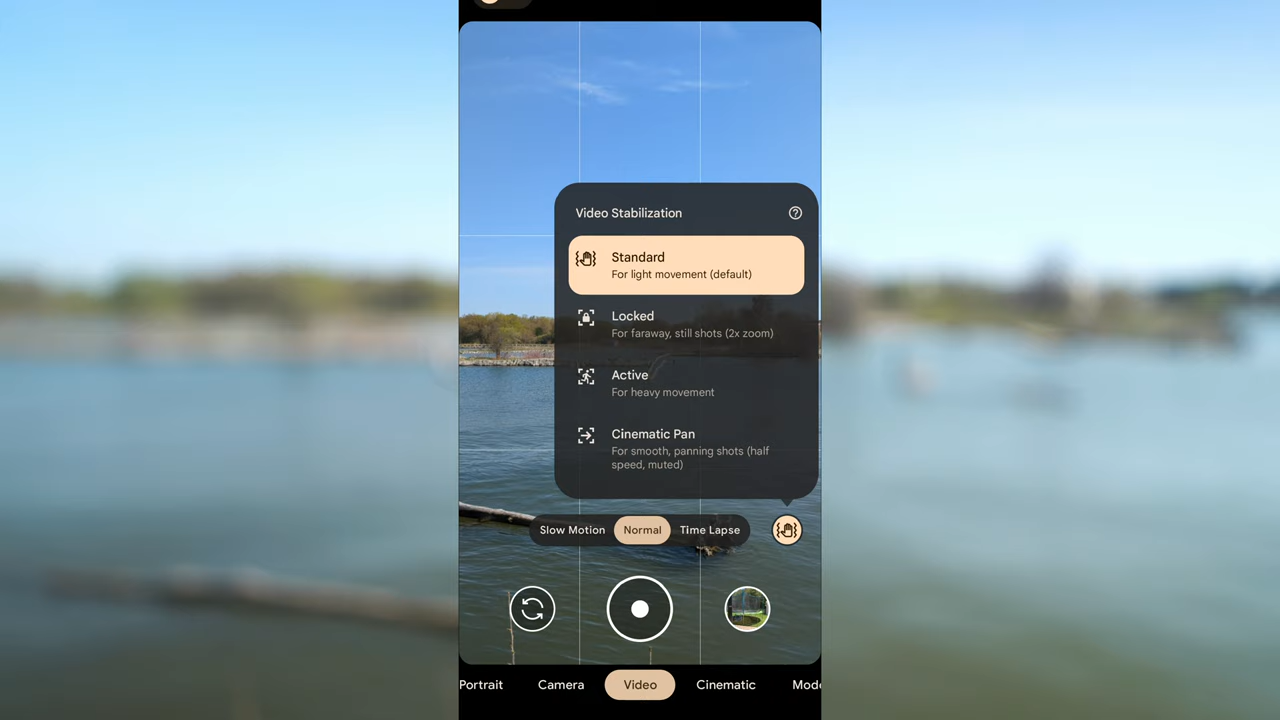 Video Stabilization
Standard
For light movement (default)
Locked
For faraway, still shots (2x zoom)
Active
For heavy movement
Cinematic Pan
For smooth, panning shots (half
speed, muted)
Slow Motion Normal Time Lapse
Portrait Camera Video Cinematic Mod